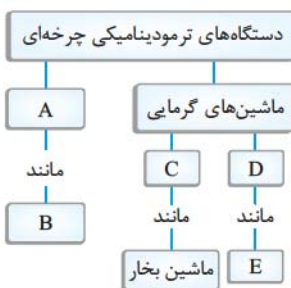 دستگاه‌های ترمودینامیکی چرخه‌ای
ماشین‌های گرمایی
A
D
C
مانند
مانند
مانند
B
E
ماشین بخار